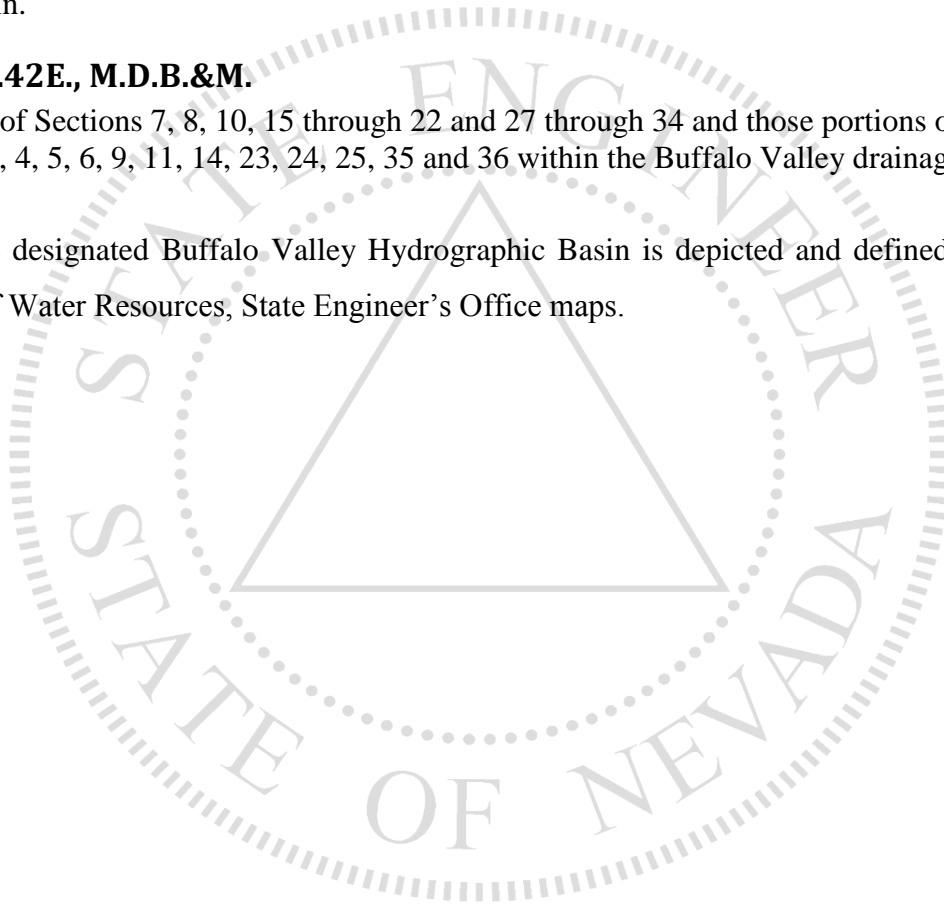 in.
.42E., M.D.B.&M.
of Sections 7, 8, 10, 15 through 22 and 27 through 34 and those portions o
, 4, 5, 6, 9, 11, 14, 23, 24, 25, 35 and 36 within the Buffalo Valley drainag
designated Buffalo Valley Hydrographic Basin is depicted and defined
f Water Resources, State Engineer’s Office maps.
STATE ENGINEER
STATE OF NEVADA